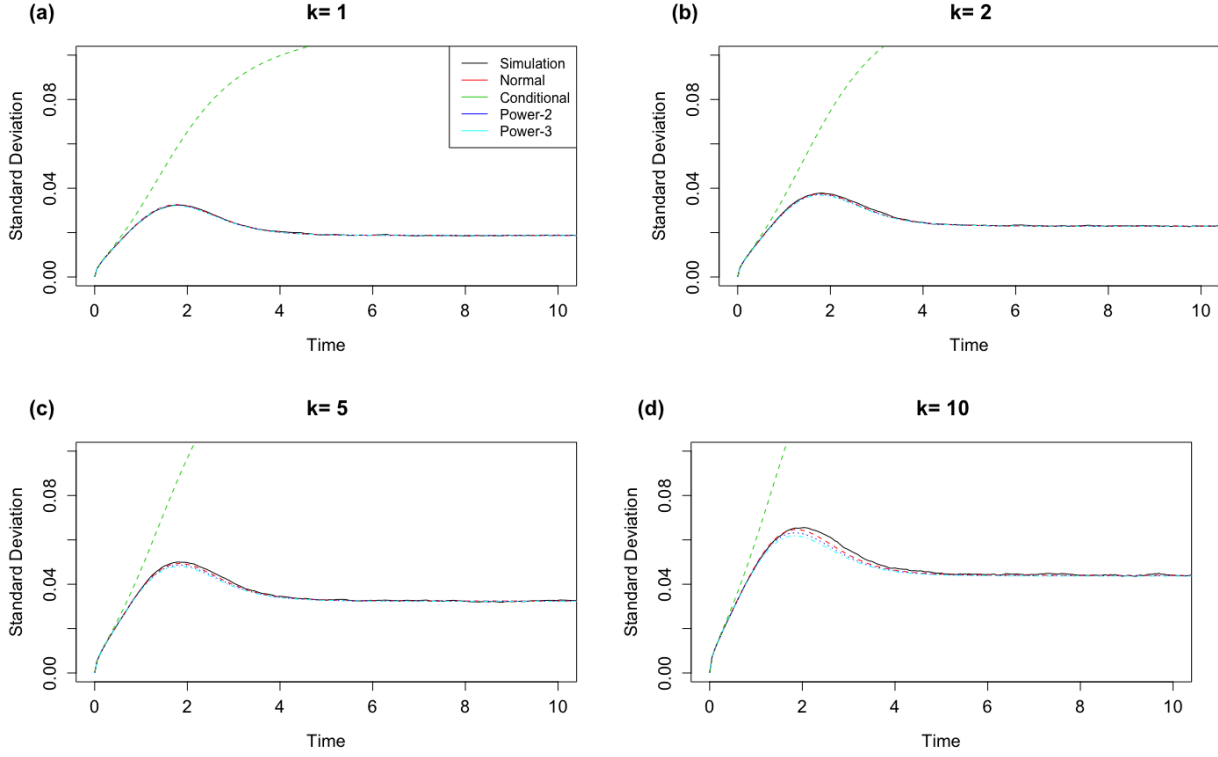 (a)
k= 1
Standard Deviation
0.00
0.04
0.08
0
2
4
6
8
10
Time
Simulation
Normal
Conditional
Power-2
Power-3
(b)
k= 2
Standard Deviation
0.00
0.04
0.08
0
2
4
6
8
10
Time
(c)
k= 5
Standard Deviation
0.00
0.04
0.08
0
2
4
6
8
10
Time
(d)
k= 10
Standard Deviation
0.00
0.04
0.08
0
2
4
6
8
10
Time